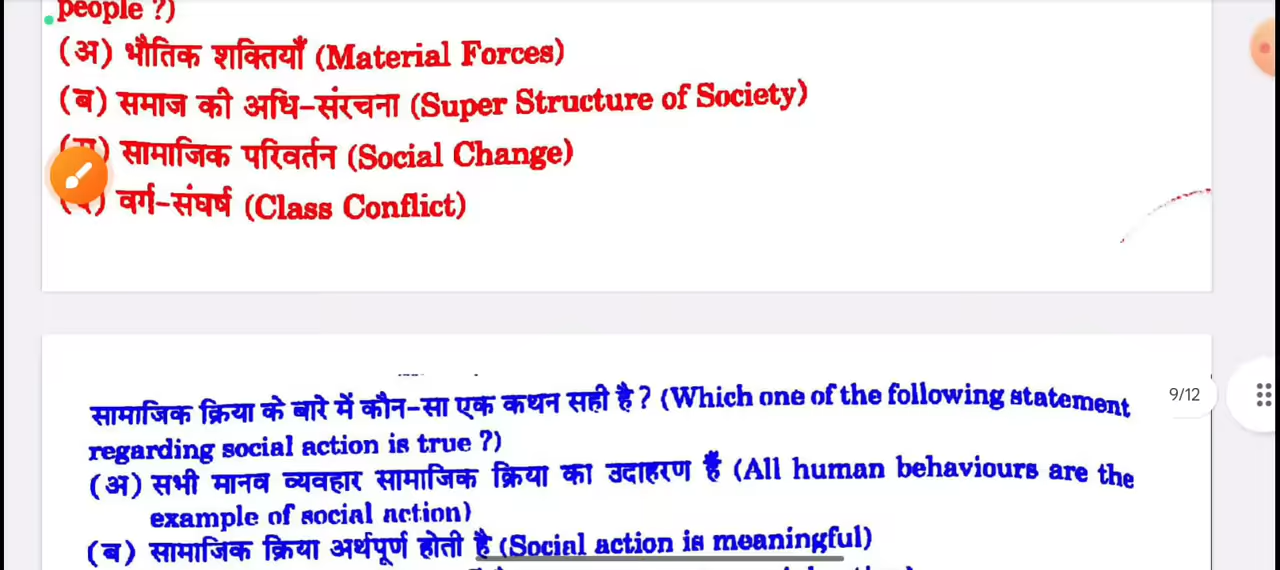 people ?)
(अ) भौतिक शक्तियाँ (Material Forces)
(ब) समाज की अधि-संरचना (Super Structure of Society)
सामाजिक परिवर्तन (Social Change)
वर्ग-संघर्ष (Class Conflict)
सामाजिक क्रिया के बारे में कौन-सा एक कथन सही है? (Which one of the following statement
regarding social action is true ?)
(अ) सभी मानव व्यवहार सामाजिक क्रिया का उदाहरण हैं (All human behaviours are the
example of social action)
(ब) सामाजिक क्रिया अर्थपूर्ण होती है (Social action is meaningful)
9/12